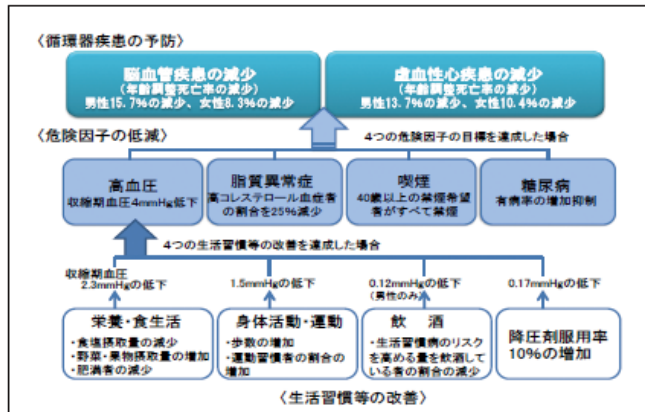 〈循環器疾患の予防〉
脳血管疾患の減少
（年齢調整死亡率の減少）
男性15.7%の減少、女性8.3%の減少
虚血性心疾患の減少
（年齢調整死亡率の減少）
男性13.7%の減少、女性10.4%の減少
〈危険因子の低減〉
4つの危険因子の目標を達成した場合
高血圧
収縮期血圧4mmHg低下
脂質異常症
高コレステロール血症者
の割合を25%減少
喫煙
40歳以上の禁煙希望
者がすべて禁煙
糖尿病
有病率の増加抑制
4つの生活習慣等の改善を達成した場合
収縮期血圧
2.3mmHgの低下
1.5mmHgの低下
0.12mmHgの低下
（男性のみ）
0.17mmHgの低下
栄養・食生活
・食塩摂取量の減少
・野菜・果物摂取量の増加
・肥満者の減少
身体活動・運動
・歩数の増加
・運動習慣者の割合の
増加
飲酒
・生活習慣病のリスク
を高める量を飲酒して
いる者の割合の減少
降圧剤服用率
10%の増加
〈生活習慣等の改善〉